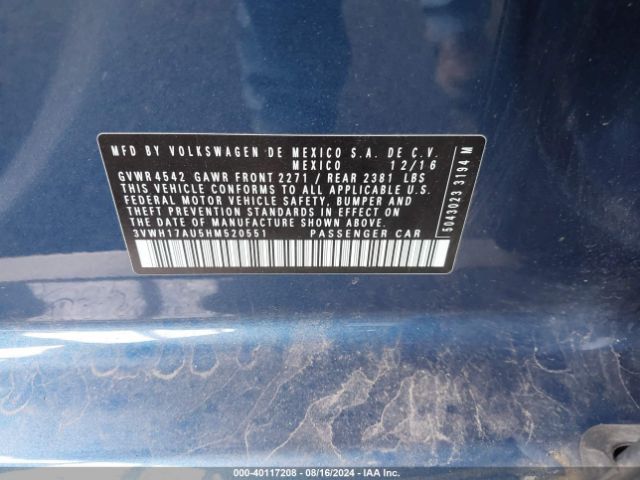 MFD BY VOLKSWAGEN DE MEXICO S.A. DE C.V.
MEXICO 12/16
GVWR 4542 GAWR FRONT 2271 / REAR 2381 LBS
THIS VEHICLE CONFORMS TO ALL APPLICABLE U.S.
FEDERAL MOTOR VEHICLE SAFETY, BUMPER AND
THEFT PREVENTION STANDARDS IN EFFECT ON
THE DATE OF MANUFACTURE SHOWN ABOVE.
3VWH17AU5HM520551 PASSENGER CAR
5043023 3194 M
000-40117208 - 08/16/2024 - IAA Inc.